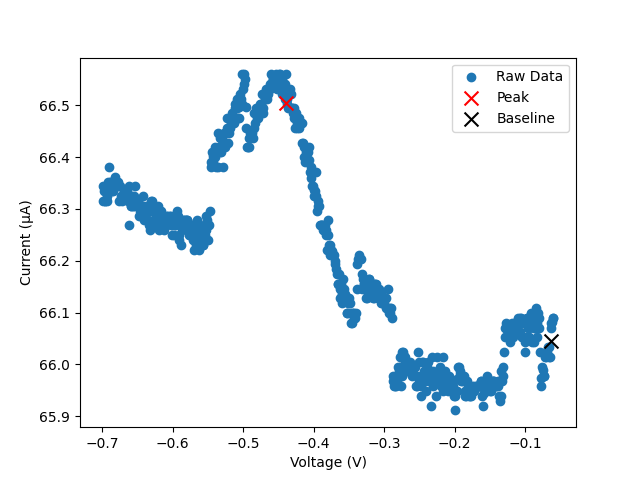 Raw Data
Peak
Baseline
66.5
66.4
66.3
66.2
66.1
66.0
65.9
Current (μA)
−0.7 −0.6 −0.5 −0.4 −0.3 −0.2 −0.1
Voltage (V)